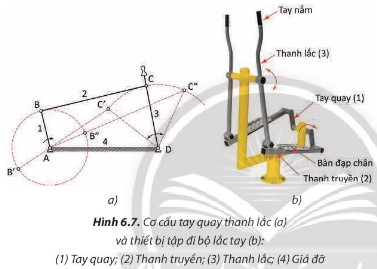 Tay nắm
Thanh lắc (3)
Tay quay (1)
Bàn đạp chân
Thanh truyền (2)
2
C
C"
C'
B
3
1
B"
4
A
D
B'
a)
b)
Hình 6.7. Cơ cấu tay quay thanh lắc (a)
và thiết bị tập đi bộ lắc tay (b):
(1) Tay quay; (2) Thanh truyền; (3) Thanh lắc; (4) Giá đỡ